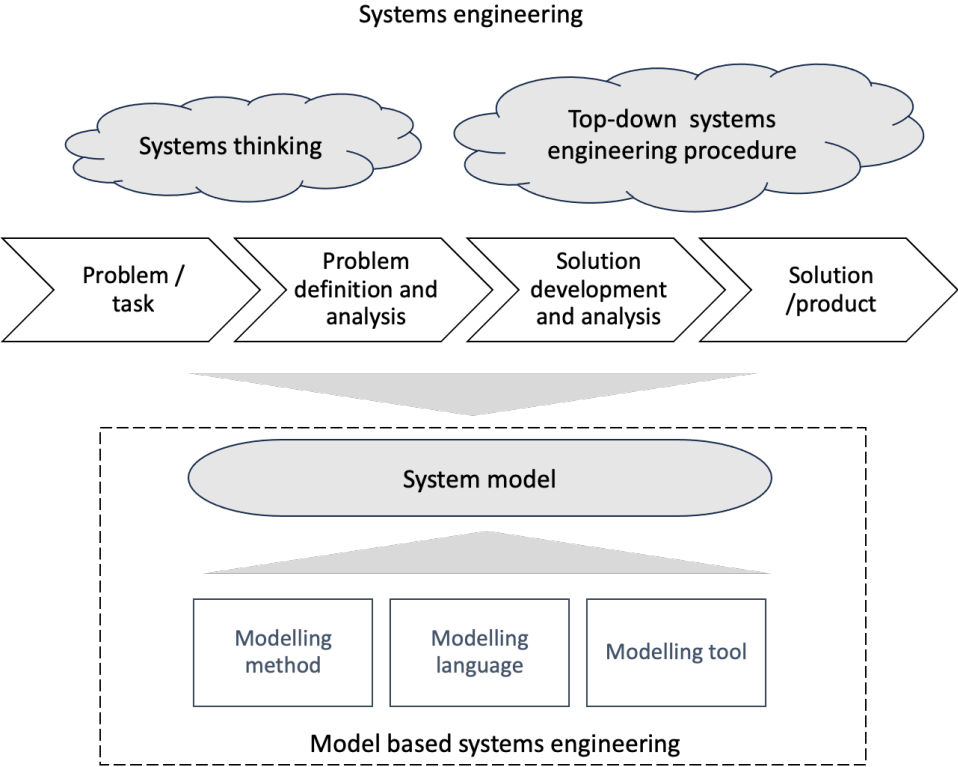 Systems engineering
Systems thinking
Top-down systems
engineering procedure
Problem /
task
Problem
definition and
analysis
Solution
development
and analysis
Solution
/product
System model
Modelling
method
Modelling
language
Modelling tool
Model based systems engineering